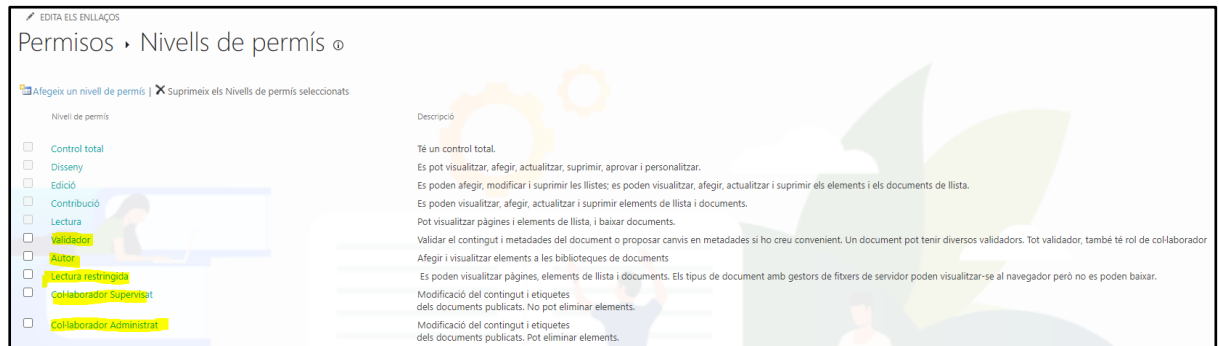 EDITA ELS ENLLAÇOS
Permisos ▸ Nivells de permís
Afegeix un nivell de permís | Suprimeix els Nivells de permís seleccionats
Nivell de permís Descripció
Control total Té un control total.
Disseny Es pot visualitzar, afegir, actualitzar, suprimir, aprovar i personalitzar.
Edició Es poden afegir, modificar i suprimir les llistes; es poden visualitzar, afegir, actualitzar i suprimir els elements i els documents de llista.
Contribució Es poden visualitzar, afegir, actualitzar i suprimir elements de llista i documents.
Lectura Pot visualitzar pàgines i elements de llista, i baixar documents.
Validador Validar el contingut i metadades del document o proposar canvis en metadades si ho creu convenient. Un document pot tenir diversos validadors. Tot validador, també té rol de col·laborador
Autor Afegir i visualitzar elements a les biblioteques de documents
Lectura restringida Es poden visualitzar pàgines, elements de llista i documents. Els tipus de document amb gestors de fitxers de servidor poden visualitzar-se al navegador però no es poden baixar.
Col·laborador Supervisat Modificació del contingut i etiquetes
dels documents publicats. No pot eliminar elements.
Col·laborador Administrat Modificació del contingut i etiquetes
dels documents publicats. Pot eliminar elements.